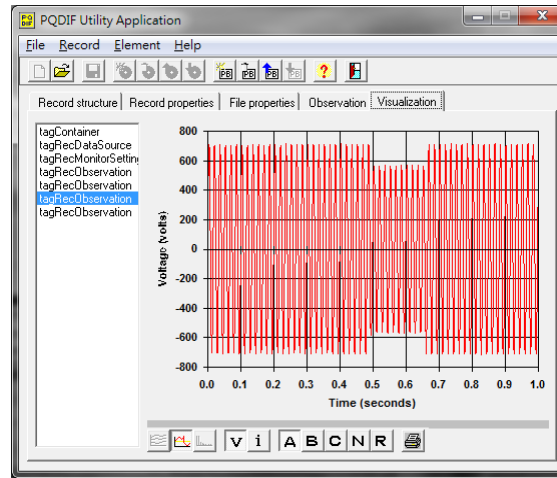 PQDIF Utility Application
File Record Element Help
Record structure Record properties File properties Observation Visualization
tagContainer
tagRecDataSource
tagRecMonitorSetting
tagRecObservation
tagRecObservation
tagRecObservation
tagRecObservation
Voltage (volts)
800
600
400
200
0
-200
-400
-600
-800
0.0 0.1 0.2 0.3 0.4 0.5 0.6 0.7 0.8 0.9 1.0
Time (seconds)
V i A B C N R